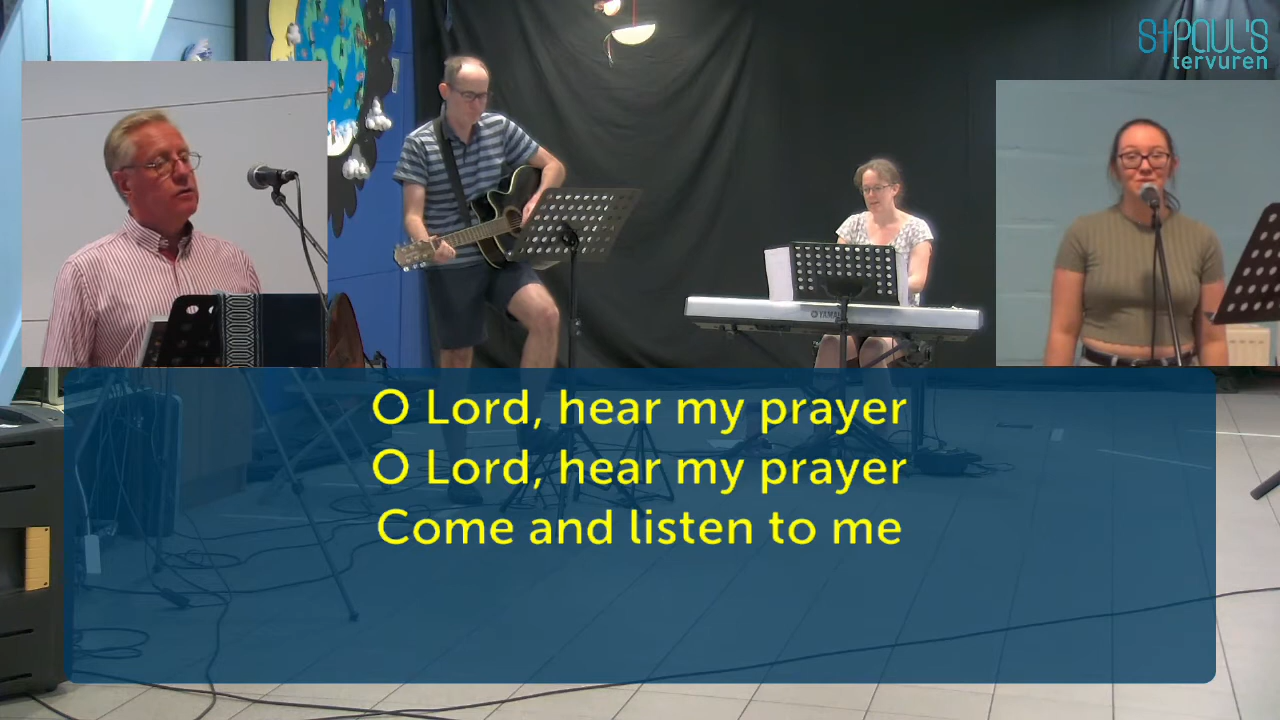 St PAUL'S
tervuren
YAMAHA
O Lord, hear my prayer
O Lord, hear my prayer
Come and listen to me